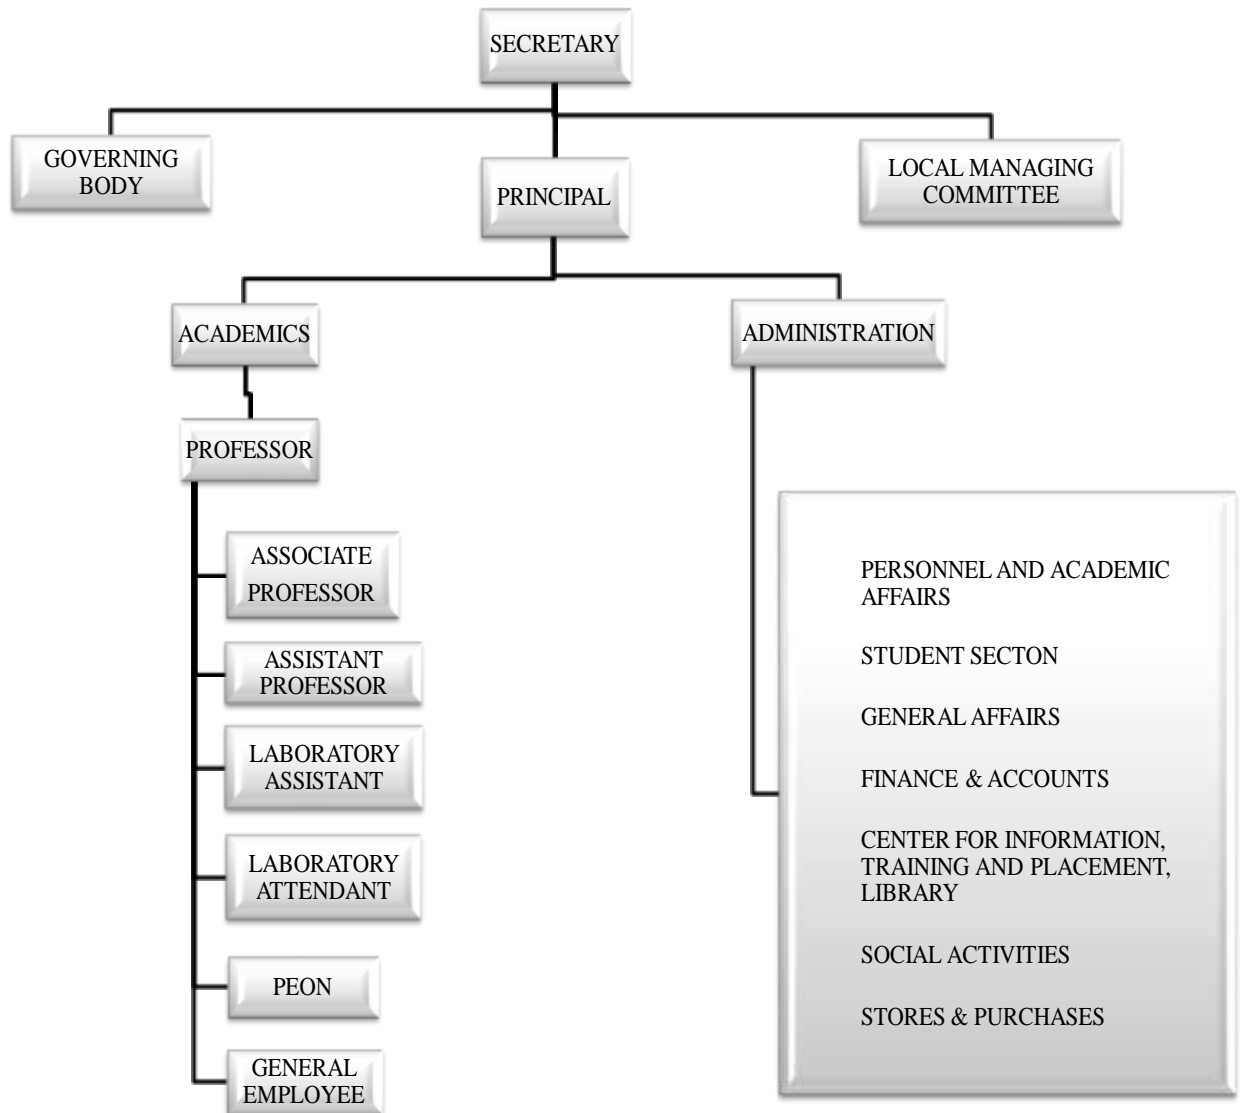 SECRETARY
GOVERNING
BODY
PRINCIPAL
LOCAL MANAGING
COMMITTEE
ACADEMICS
ADMINISTRATION
PROFESSOR
ASSOCIATE
PROFESSOR
ASSISTANT
PROFESSOR
LABORATORY
ASSISTANT
LABORATORY
ATTENDANT
PEON
GENERAL
EMPLOYEE
PERSONNEL AND ACADEMIC
AFFAIRS
STUDENT SECTON
GENERAL AFFAIRS
FINANCE & ACCOUNTS
CENTER FOR INFORMATION,
TRAINING AND PLACEMENT,
LIBRARY
SOCIAL ACTIVITIES
STORES & PURCHASES